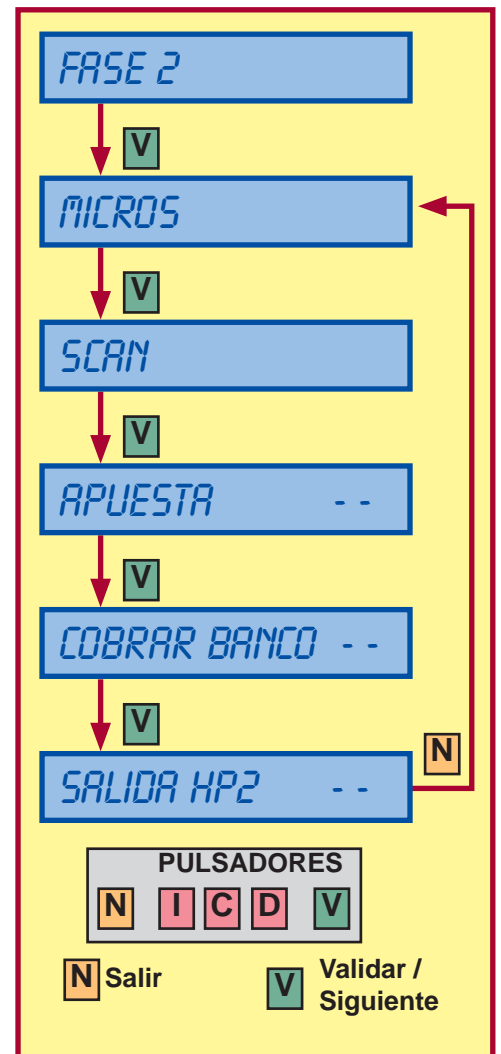 FASE 2
V
MICROS
V
SCAN
V
APUESTA - -
V
COBRAR BANCO - -
V
SALIDA HP2 - -
N
PULSADORES
N I C D V
N Salir
V Validar /
Siguiente